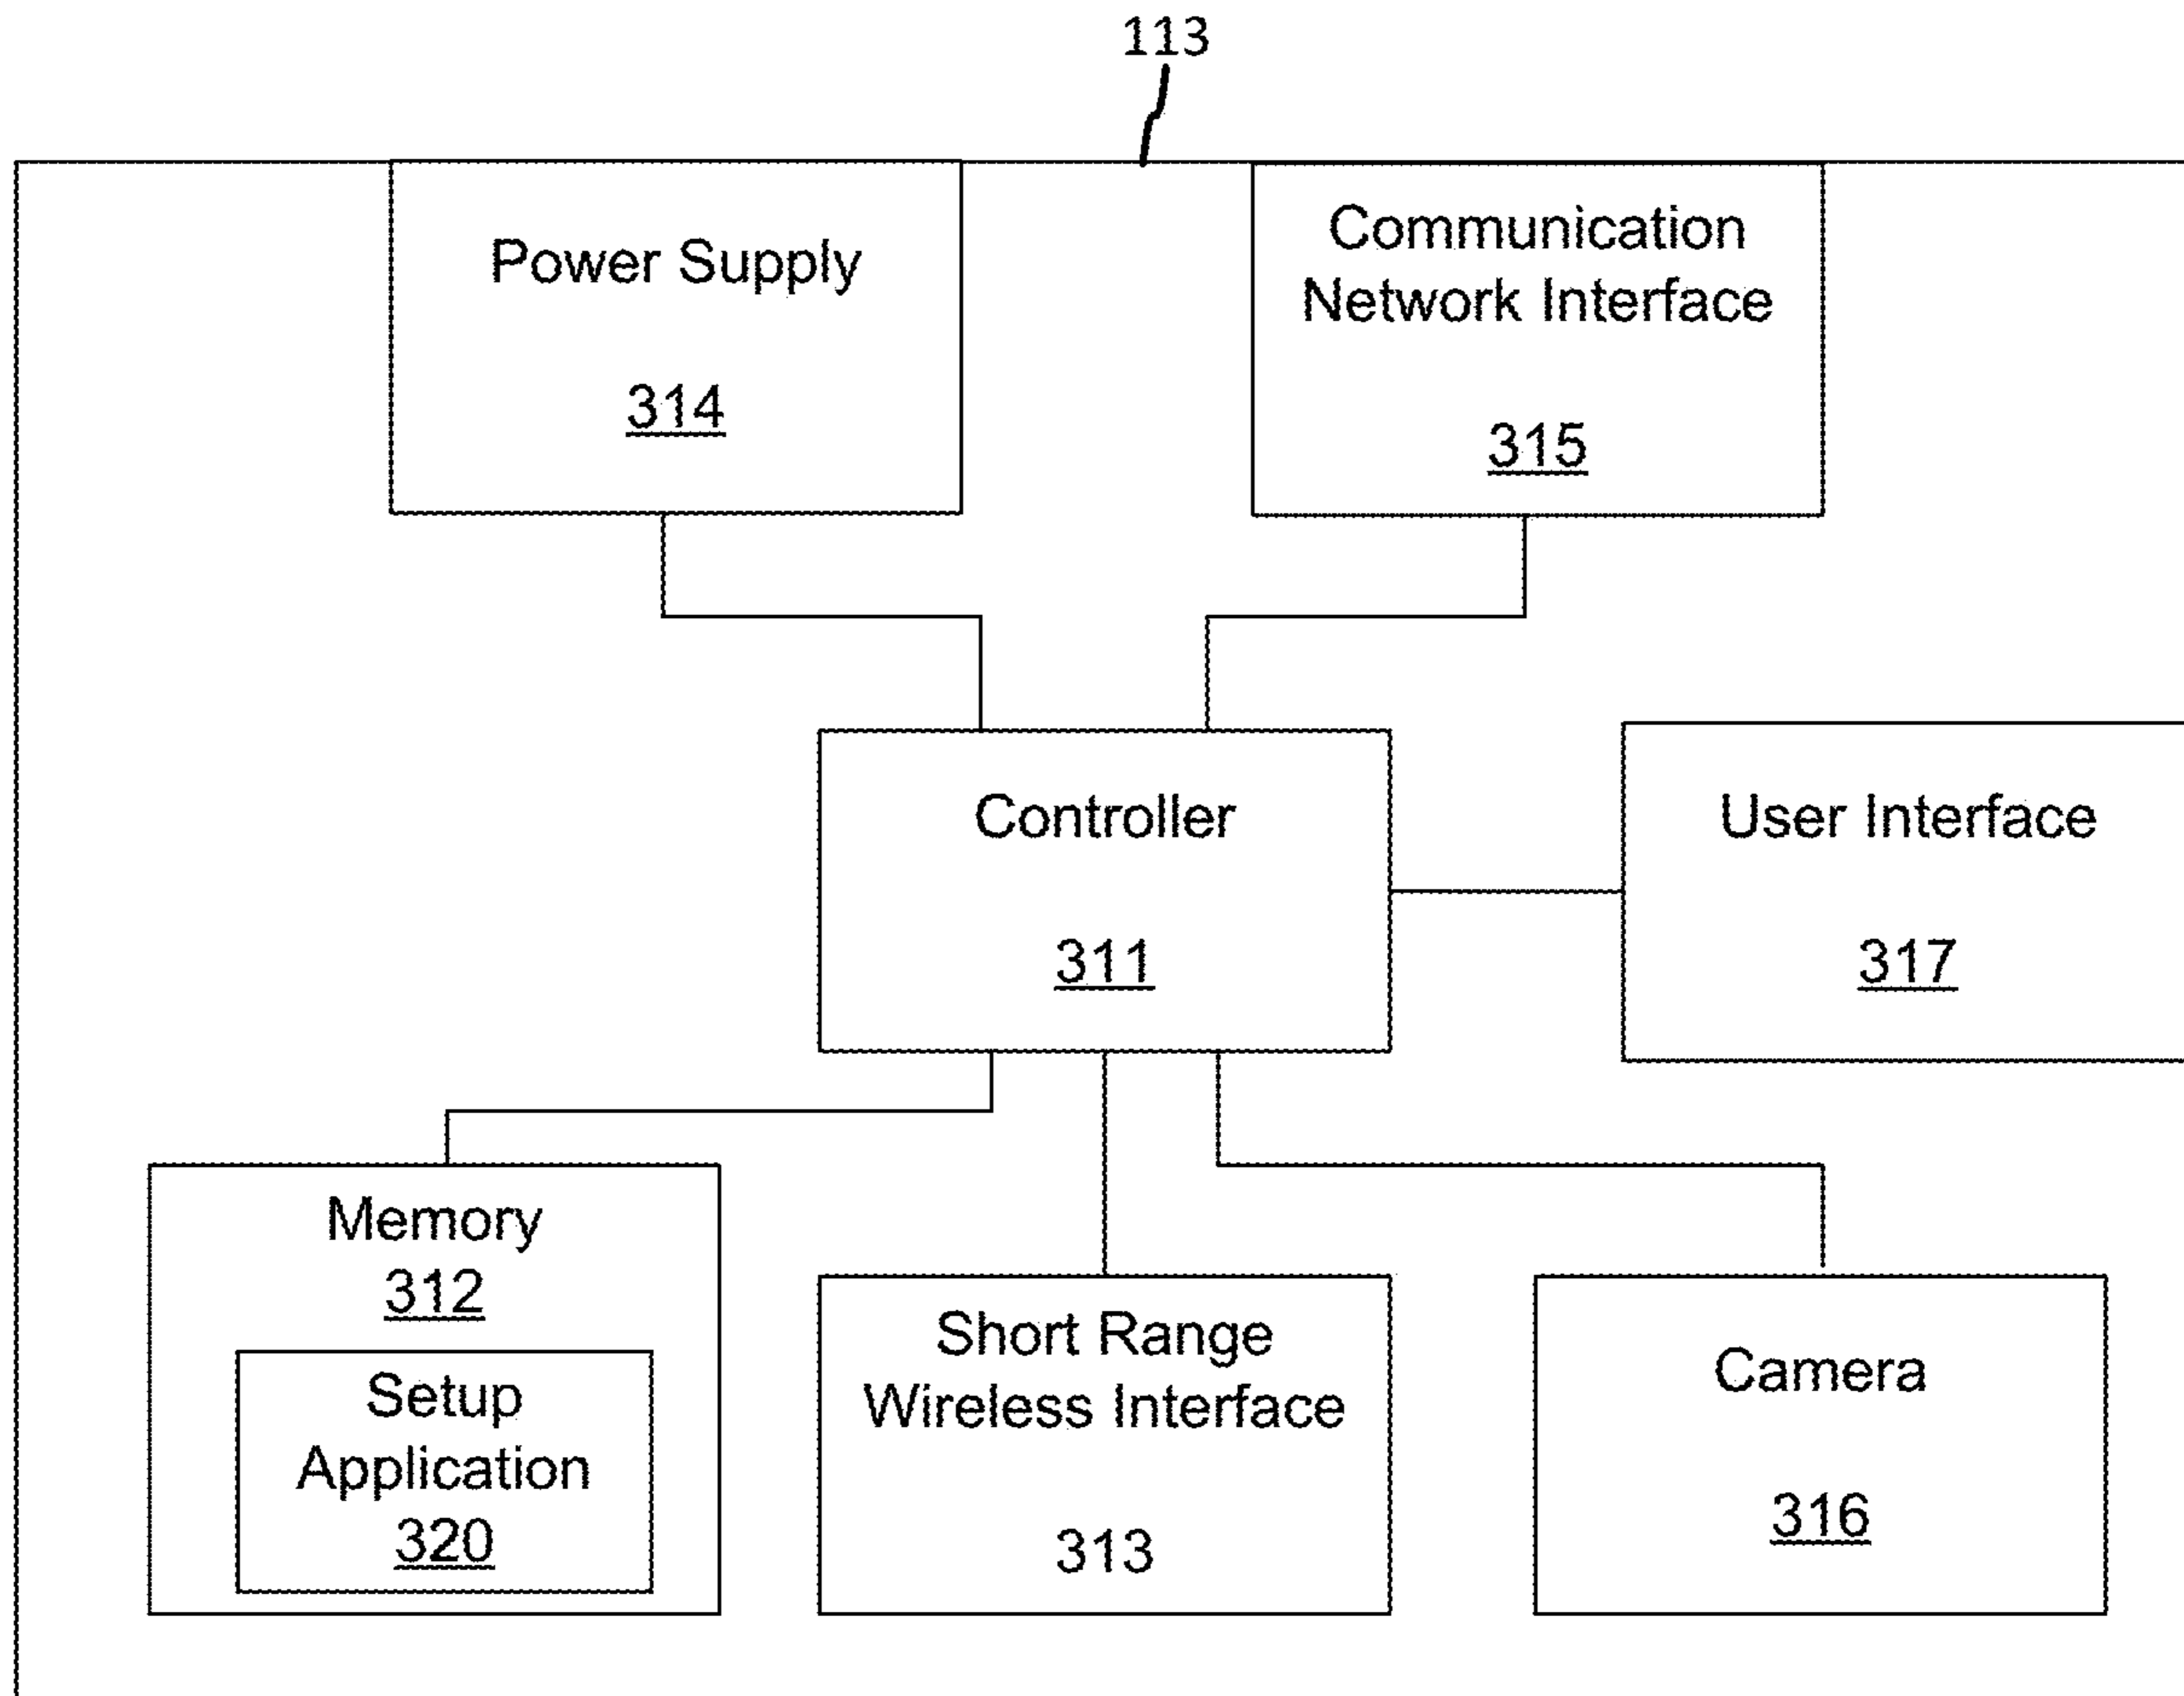 113
Power Supply
314
Communication
Network Interface
315
Controller
311
User Interface
317
Memory
312
Setup
Application
320
Short Range
Wireless Interface
313
Camera
316